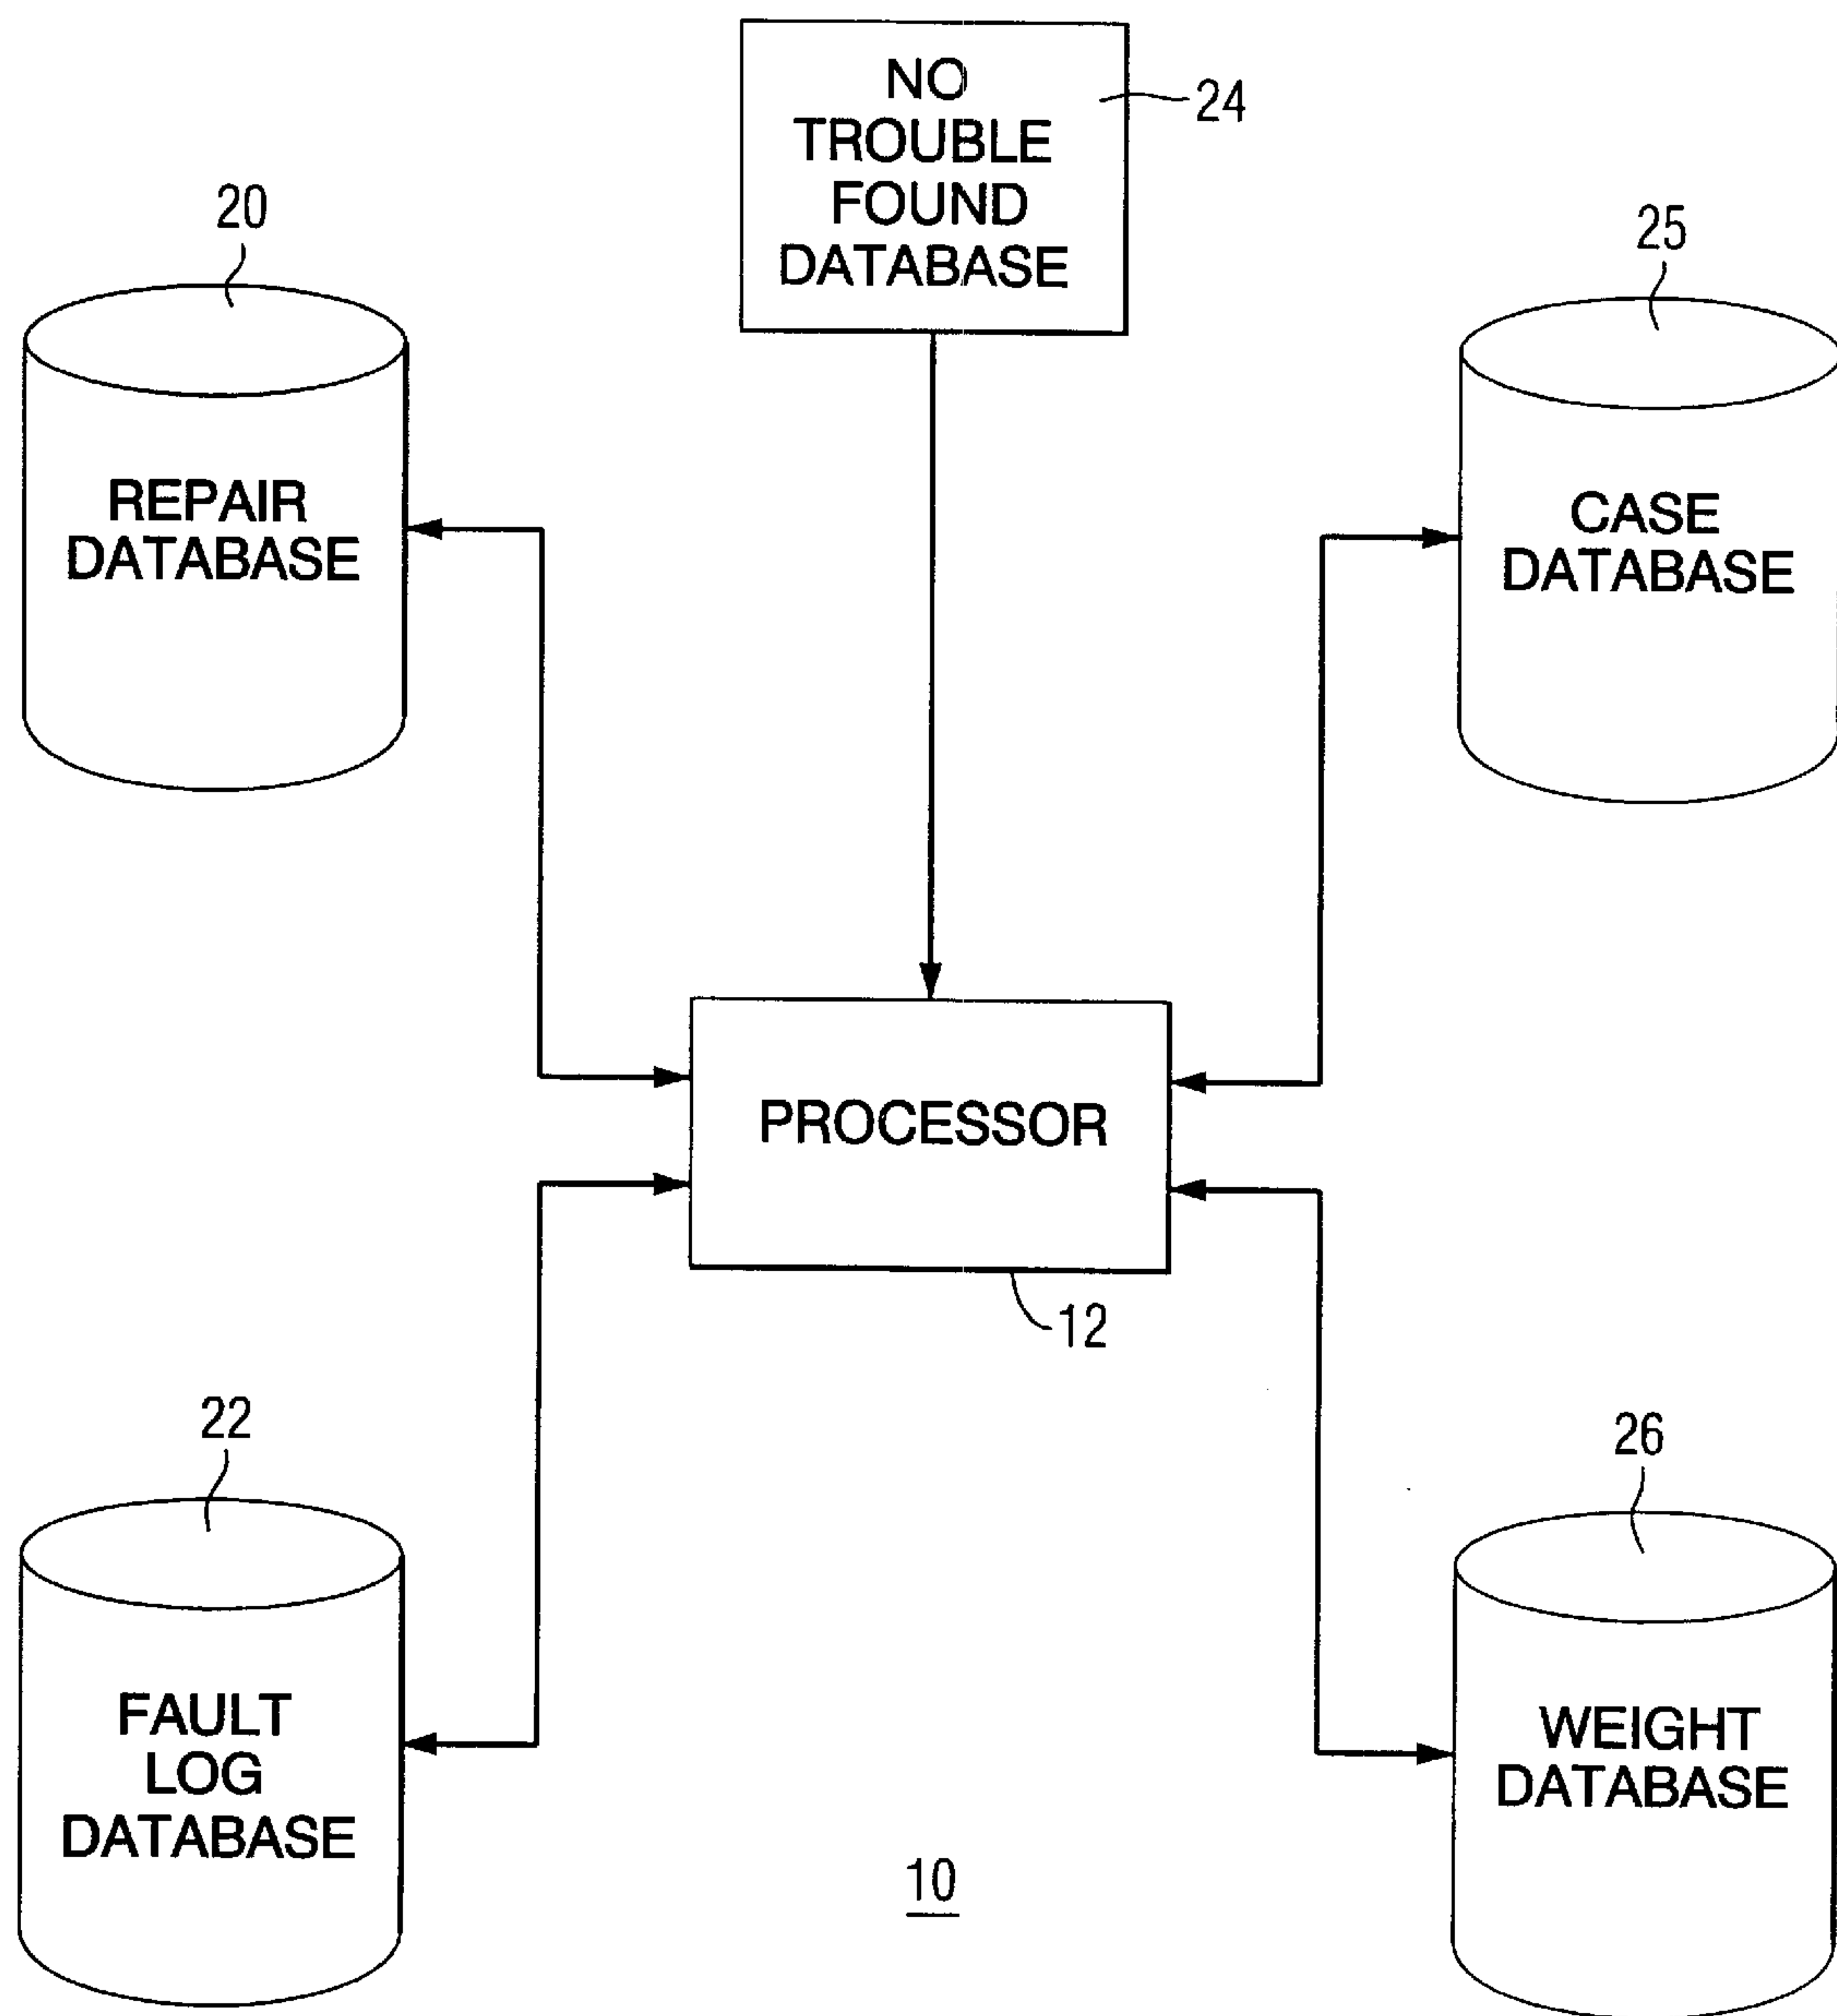 NO
TROUBLE
FOUND
DATABASE
24
20
REPAIR
DATABASE
25
CASE
DATABASE
PROCESSOR
12
22
FAULT
LOG
DATABASE
26
WEIGHT
DATABASE
10